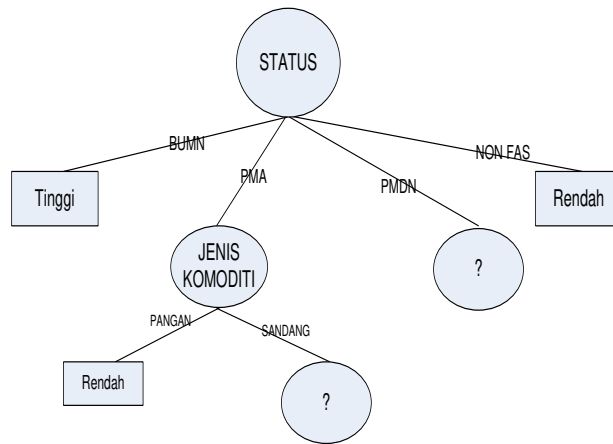 STATUS
BUMN
PMA
PMDN
NON FAS
Tinggi
Rendah
JENIS
KOMODITI
?
PANGAN
SANDANG
Rendah
?